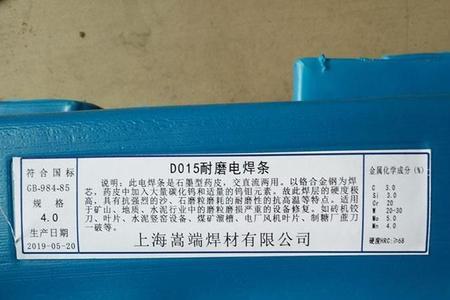 符合国标
GB-984-85
规 格
4.0
生产日期
2019-05-20
D015耐磨电焊条
说明：此电焊条是石墨型药皮，交直流两用。以铬合金钢为焊
芯，药皮中加入大量碳化钨和适量的钨钼元素。故此焊层的硬度极
高，具有抗强烈的沙、石磨粒磨耗的耐磨性的抗高温等特点。适用
于矿山、地质、水泥行业中的磨粒磨损严重的设备修复。如砖机铰
刀、叶片、水泥立窑设备、煤矿溜槽、电厂风机叶片、制糖厂蔗刀
一破等。
上海嵩端焊材有限公司
金属化学成分（%）
C 3.0
Si 3.0
Cr 20
W 20-30
Mo 5.0
Mn 4.0
硬度HRC:≥68